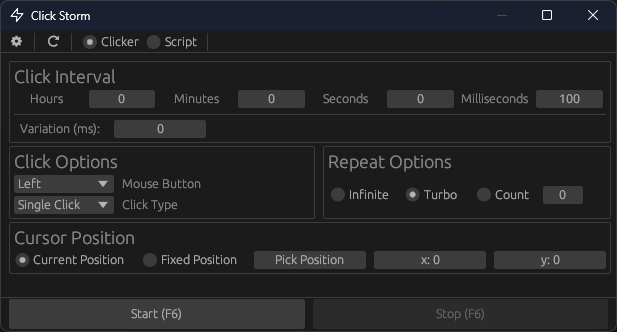 Click Storm
Clicker Script
Click Interval
Hours 0 Minutes 0 Seconds 0 Milliseconds 100
Variation (ms): 0
Click Options
Left Mouse Button
Single Click Click Type
Repeat Options
Infinite Turbo Count 0
Cursor Position
Current Position Fixed Position Pick Position x: 0 y: 0
Start (F6) Stop (F6)